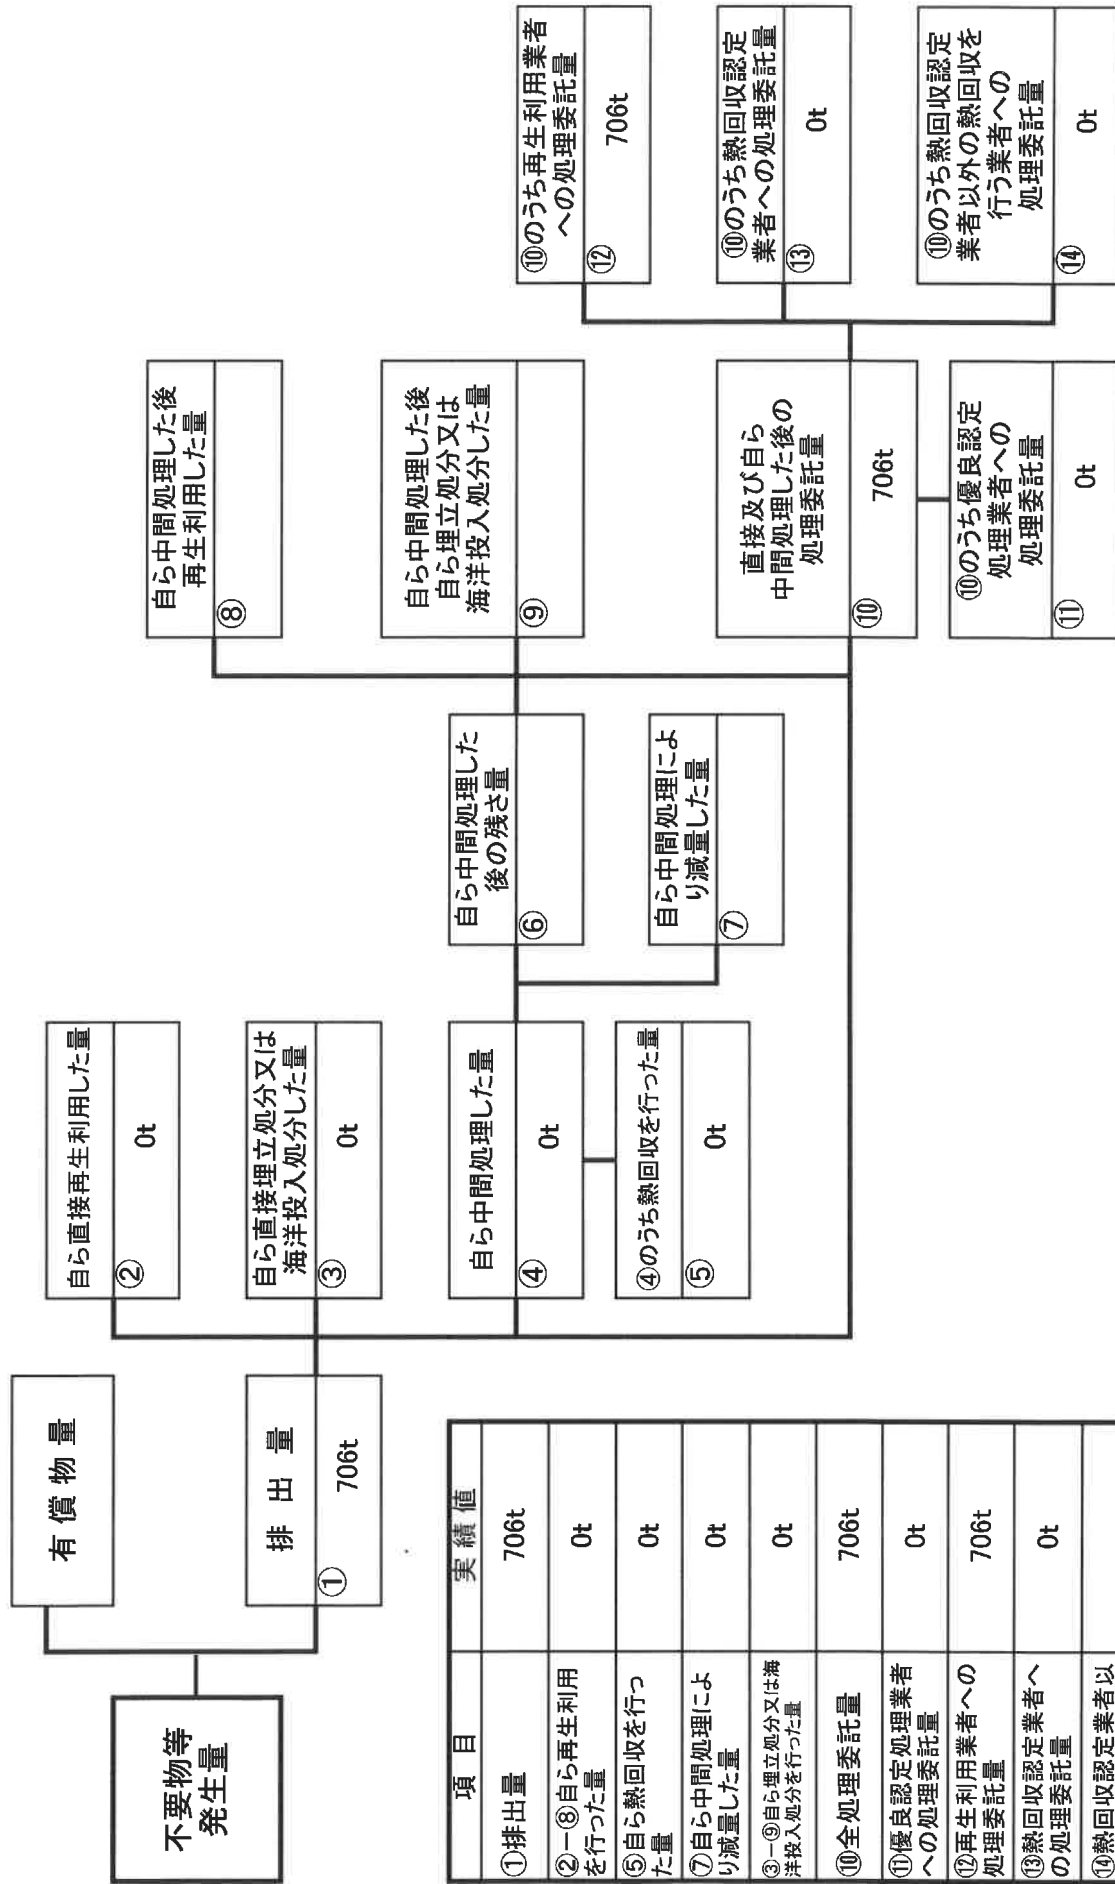 不要物等
発生量
有 償 物 量
排 出 量
①
706t
自ら直接再生利用した量
②
0t
自ら直接埋立処分又は
海洋投入処分した量
③
0t
自ら中間処理した量
④
0t
④のうち熱回収を行った量
⑤
0t
自ら中間処理した
後の残さ量
⑥
自ら中間処理によ
り減量した量
⑦
自ら中間処理した後
再生利用した量
⑧
自ら中間処理した後
自ら埋立処分又は
海洋投入処分した量
⑨
直接及び自ら
中間処理した後の
処理委託量
⑩
706t
⑩のうち優良認定
処理業者への
処理委託量
⑪
0t
⑩のうち再生利用業者
への処理委託量
⑫
706t
⑩のうち熱回収認定
業者への処理委託量
⑬
0t
⑩のうち熱回収認定
業者以外の熱回収を
行う業者への
処理委託量
⑭
0t
項 目
実 績 値
①排出量
706t
②ー⑧自ら再生利用
を行った量
0t
⑤自ら熱回収を行っ
た量
0t
⑦自ら中間処理によ
り減量した量
0t
③ー⑨自ら埋立処分又は海
洋投入処分を行った量
0t
⑩全処理委託量
706t
⑪優良認定処理業者
への処理委託量
0t
⑫再生利用業者への
処理委託量
706t
⑬熱回収認定業者へ
の処理委託量
0t
⑭熱回収認定業者以